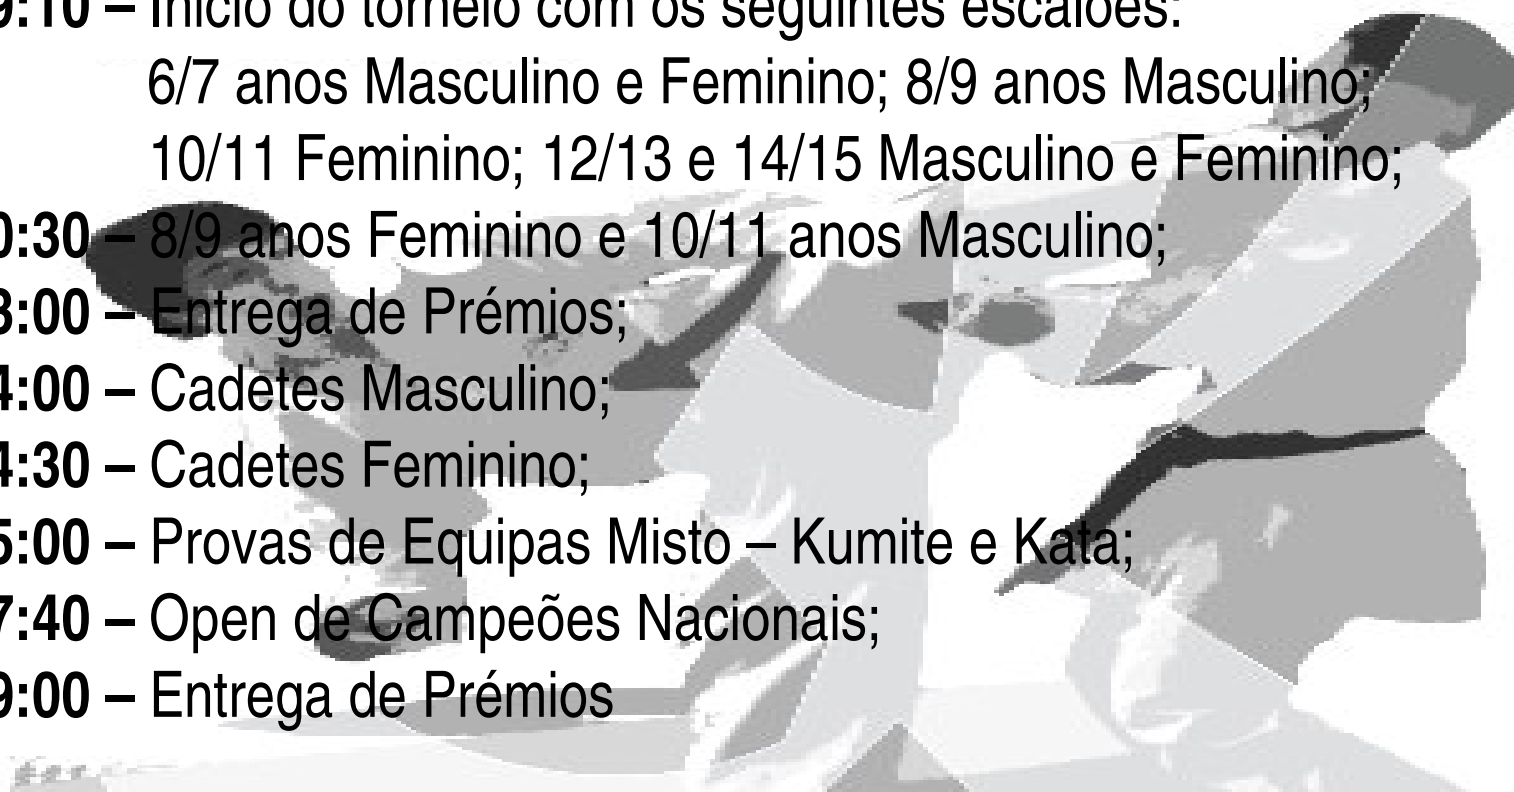 9:10 – Início do torneio com os seguintes escalões:
6/7 anos Masculino e Feminino; 8/9 anos Masculino;
10/11 Feminino; 12/13 e 14/15 Masculino e Feminino;
0:30 – 8/9 anos Feminino e 10/11 anos Masculino;
3:00 – Entrega de Prémios;
4:00 – Cadetes Masculino;
4:30 – Cadetes Feminino;
5:00 – Provas de Equipas Misto – Kumite e Kata;
7:40 – Open de Campeões Nacionais;
9:00 – Entrega de Prémios